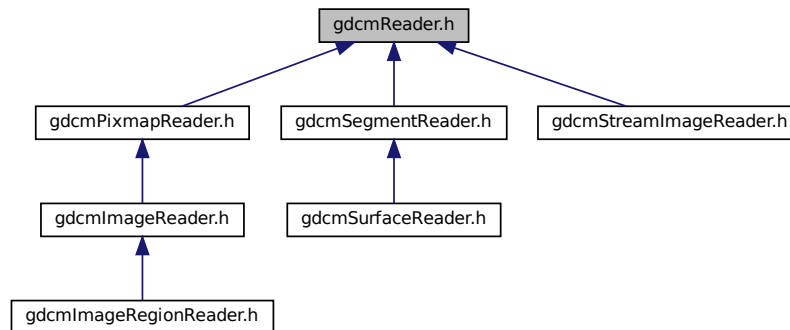 gdcmReader.h
gdcmPixmapReader.h
gdcmSegmentReader.h
gdcmStreamImageReader.h
gdcmImageReader.h
gdcmSurfaceReader.h
gdcmImageRegionReader.h